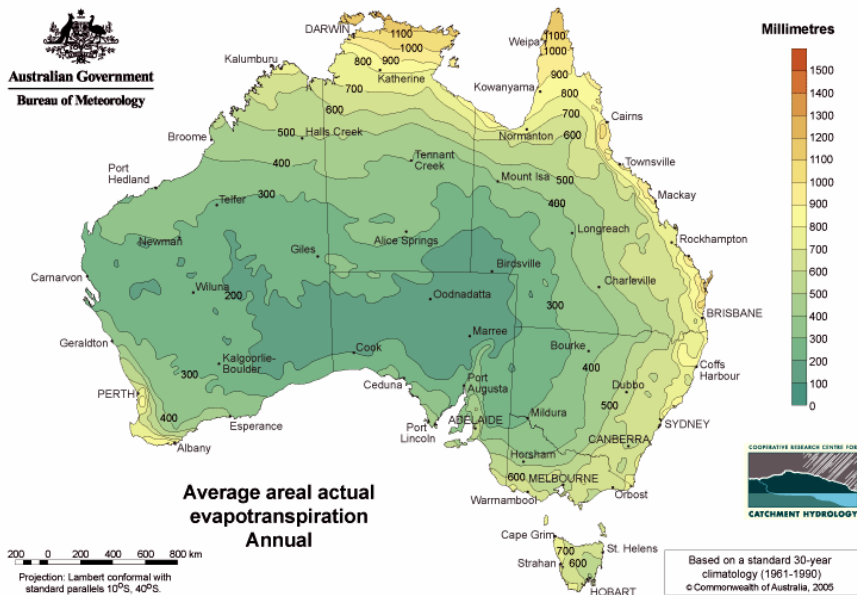 Australian Government
Bureau of Meteorology
Millimetres
1500
1400
1300
1200
1100
1000
900
800
700
600
500
400
300
200
100
0
DARWIN
1100
1000
800
900
Katherine
700
600
Kalumburu
Weipa
1100
1000
900
Kowanyama
800
700
600
Normanton
Cairns
Broome
500
Halls Creek
400
Tennant
Creek
Townsville
Port
Hedland
300
Telfer
Mount Isa
500
400
Mackay
Newman
Giles
Alice Springs
Longreach
Rockhampton
Carnarvon
Wiluna
200
Birdsville
Oodnadatta
300
Charleville
BRISBANE
Geraldton
300
Kalgoorlie-
Boulder
Cook
Marree
Bourke
400
Coffs
Harbour
PERTH
400
Albany
Esperance
Ceduna
Port
Augusta
Port
Lincoln
ADELAIDE
Mildura
Dubbo
500
SYDNEY
CANBERRA
Horsham
600
MELBOURNE
Warrnambool
Orbost
Cape Grim
700
600
St. Helens
Strahan
HOBART
Average areal actual
evapotranspiration
Annual
200 0 200 400 600 800 km
Projection: Lambert conformal with
standard parallels 10°S, 40°S.
COOPERATIVE RESEARCH CENTRE FOR
CATCHMENT HYDROLOGY
Based on a standard 30-year
climatology (1961-1990)
© Commonwealth of Australia, 2005